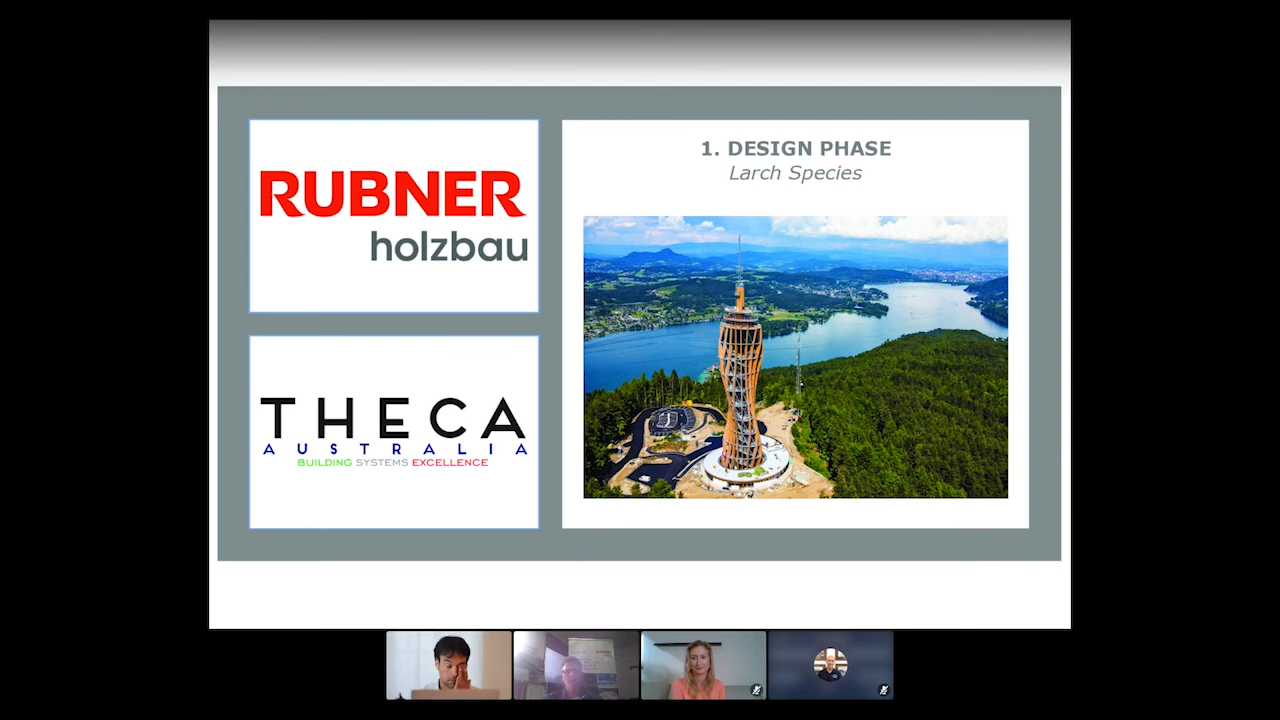 RUBNER
holzbau
THECA
AUSTRALIA
BUILDING SYSTEMS EXCELLENCE
1. DESIGN PHASE
Larch Species